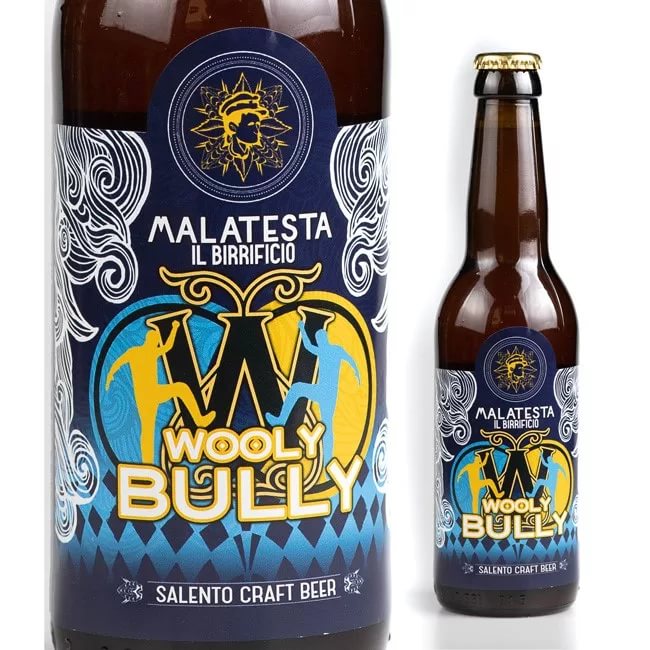 MALATESTA
IL BIRRIFICIO
W
WOOLY
BULLY
SALENTO CRAFT BEER
MALATESTA
IL BIRRIFICIO
W
WOOLY
BULLY
SALENTO CRAFT BEER